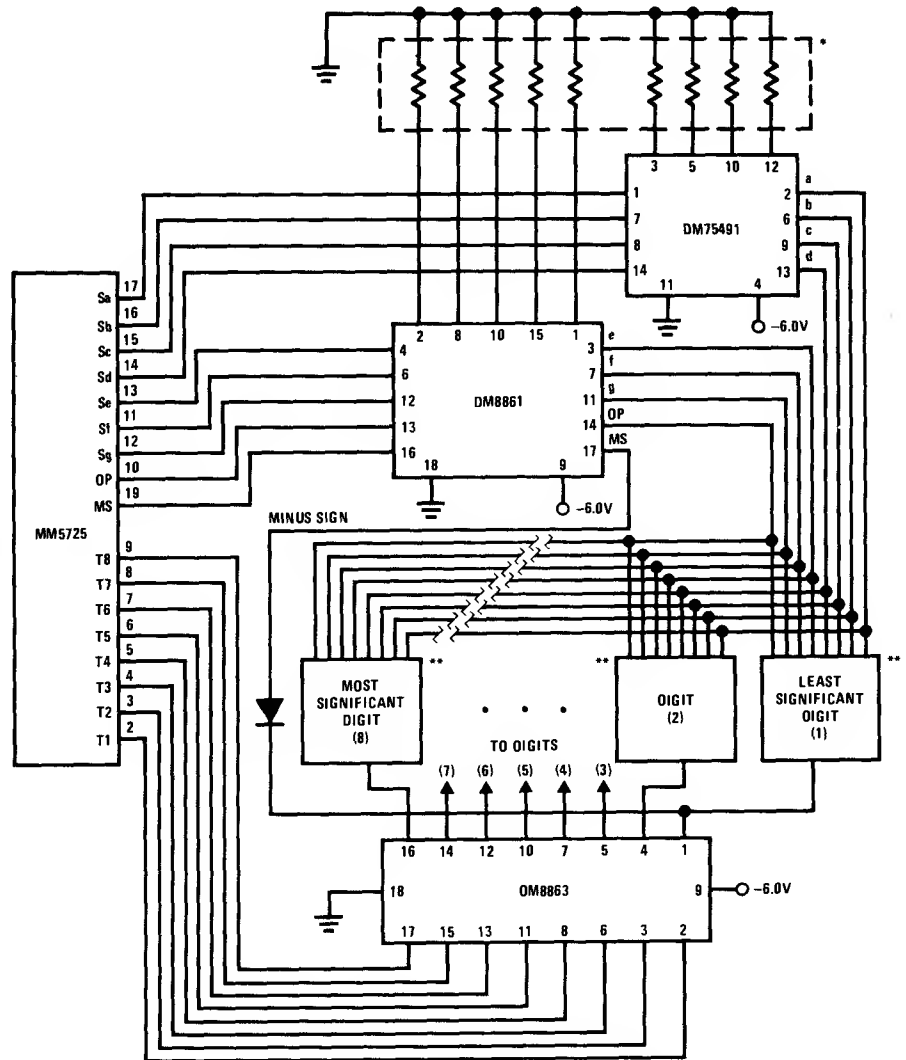 *
3 5 10 12
1 2 a
7 6 b
8 9 c
14 13 d
DM75491
11 4
-6.0V
MM5725
17 Sa
16 Sb
15 Sc
14 Sd
13 Se
11 Sf
12 Sg
10 OP
19 MS
9 T8
8 T7
7 T6
6 T5
5 T4
4 T3
3 T2
2 T1
2 8 10 15 1
4 3 e
6 7 f
12 11 g
13 14 OP
16 17 MS
DM8861
18 9
-6.0V
MINUS SIGN
** ** **
MOST
SIGNIFICANT
DIGIT
(8)
OIGIT
(2)
LEAST
SIGNIFICANT
OIGIT
(1)
. . .
TO OIGITS
(7) (6) (5) (4) (3)
16 14 12 10 7 5 4 1
18 OM8863 9 -6.0V
17 15 13 11 8 6 3 2